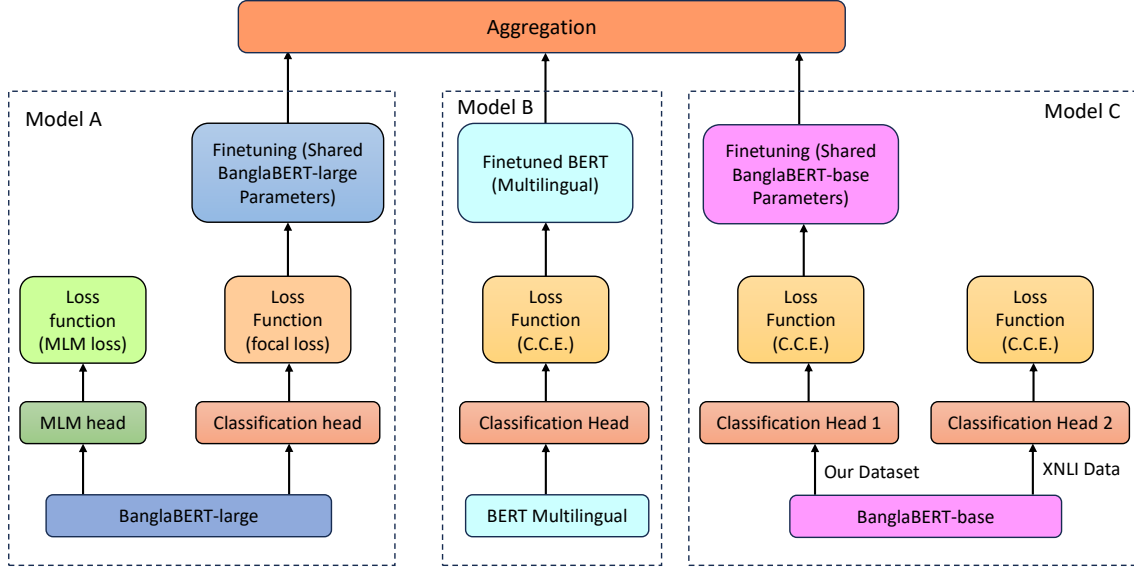 Aggregation
Model A
Finetuning (Shared
BanglaBERT-large
Parameters)
Loss
function
(MLM loss)
Loss
Function
(focal loss)
MLM head
Classification head
BanglaBERT-large
Model B
Finetuned BERT
(Multilingual)
Loss
Function
(C.C.E.)
Classification Head
BERT Multilingual
Model C
Finetuning (Shared
BanglaBERT-base
Parameters)
Loss
Function
(C.C.E.)
Loss
Function
(C.C.E.)
Classification Head 1
Classification Head 2
Our Dataset
XNLI Data
BanglaBERT-base